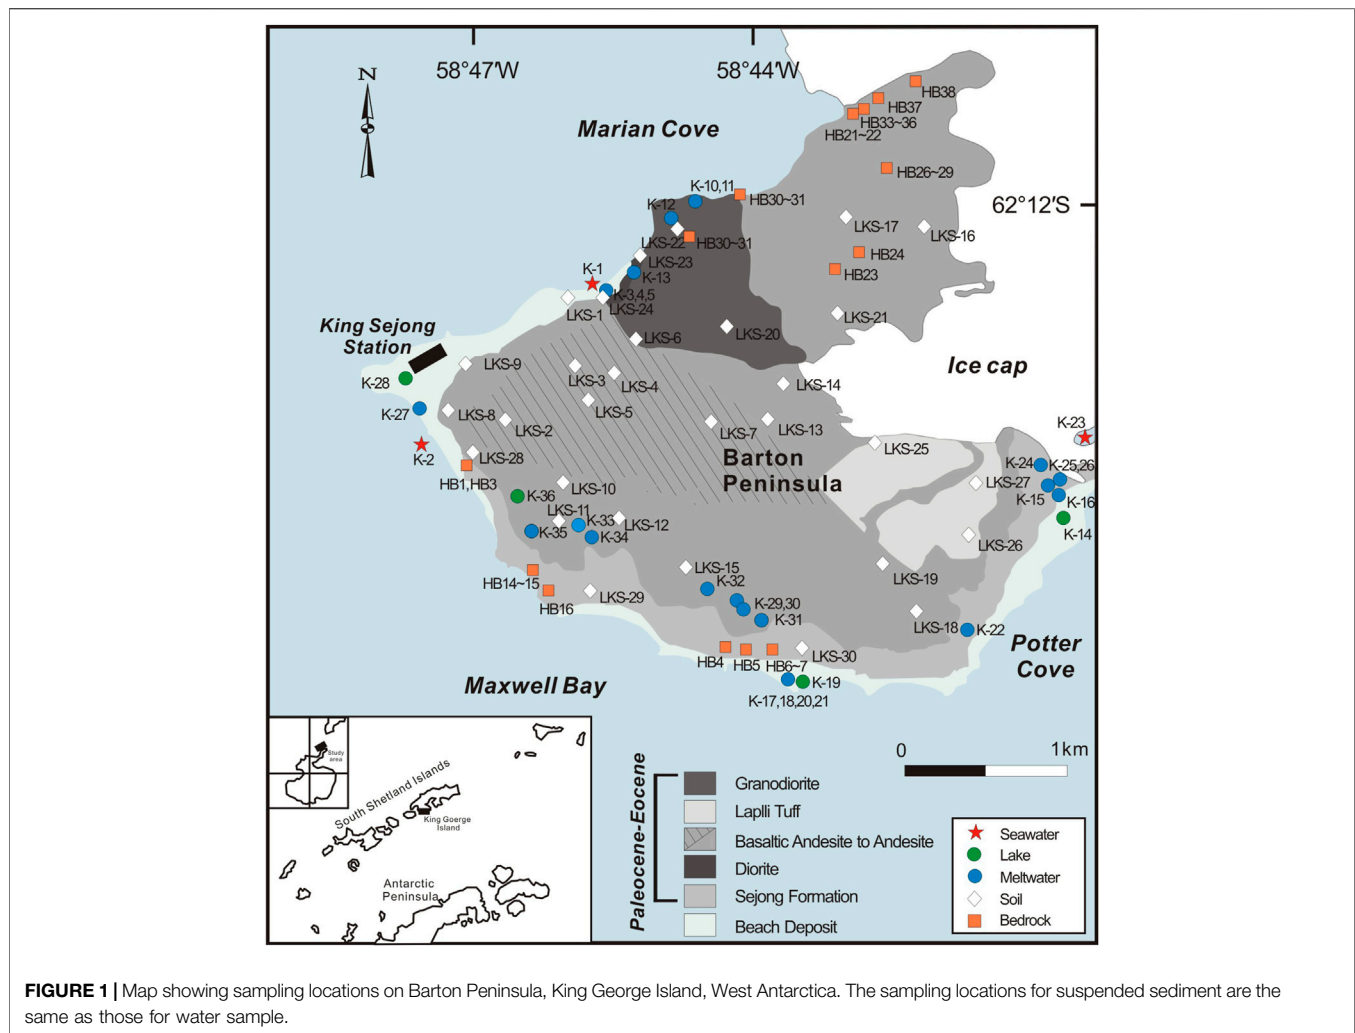 58°47'W
58°44'W
N
HB38
HB37
HB33~36
HB21~22
Marian Cove
HB26~29
K-10,11
HB30~31
62°12'S
K-12
LKS-17
LKS-16
LKS-22
HB30~31
HB24
LKS-23
K-1
K-13
HB23
K-3,4,5
LKS-24
LKS-1
LKS-21
King Sejong
Station
LKS-6
LKS-20
LKS-9
Ice cap
K-28
LKS-3
LKS-4
LKS-14
K-27
LKS-8
LKS-5
LKS-2
LKS-7
LKS-13
K-23
K-2
LKS-28
LKS-25
Barton
Peninsula
K-24
K-25,26
HB1,HB3
LKS-10
LKS-27
K-15
K-16
K-36
LKS-11
K-33
LKS-12
K-35
K-34
K-14
LKS-26
LKS-15
LKS-19
HB14~15
K-32
HB16
LKS-29
K-29,30
K-31
LKS-18
K-22
Potter
Cove
LKS-30
HB4
HB5
HB6~7
Maxwell Bay
K-19
K-17,18,20,21
0
1km
Study
area
South Shetland Islands
King Goerge
Island
Antarctic
Peninsula
Paleocene-Eocene
Granodiorite
Laplli Tuff
Basaltic Andesite to Andesite
Diorite
Sejong Formation
Beach Deposit
Seawater
Lake
Meltwater
Soil
Bedrock
FIGURE 1 | Map showing sampling locations on Barton Peninsula, King George Island, West Antarctica. The sampling locations for suspended sediment are the
same as those for water sample.